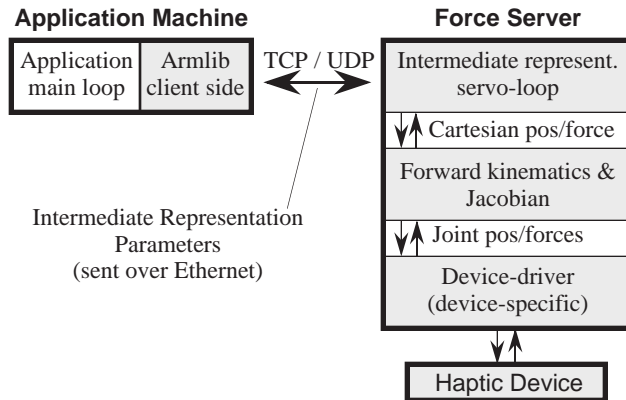 Application Machine
Force Server
Application
main loop
Armlib
client side
TCP / UDP
Intermediate represent.
servo-loop
Cartesian pos/force
Forward kinematics &
Jacobian
Intermediate Representation
Parameters
(sent over Ethernet)
Joint pos/forces
Device-driver
(device-specific)
Haptic Device